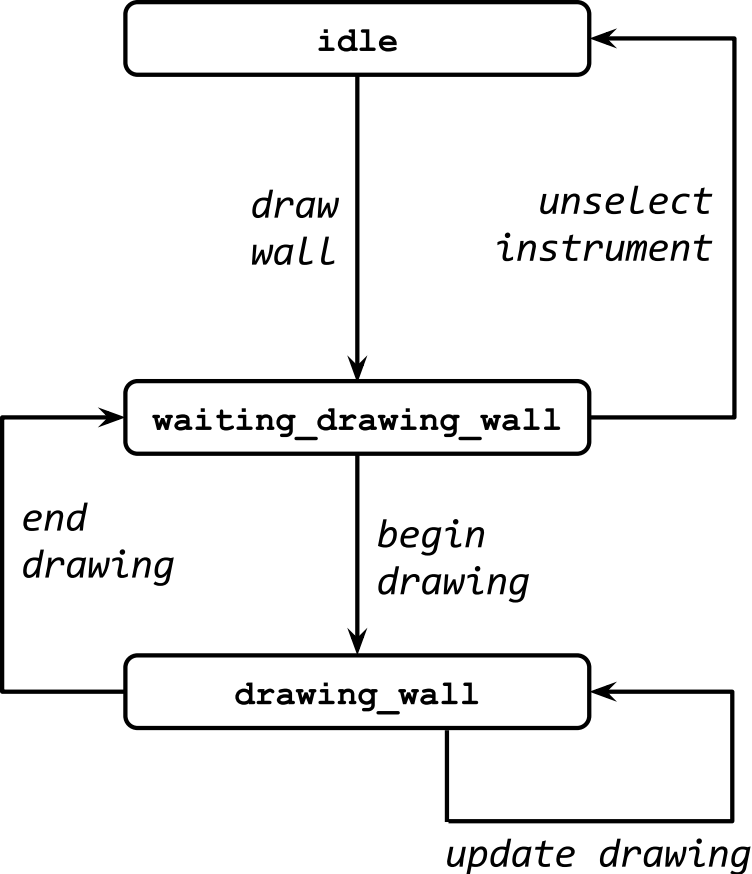 idle
draw
wall
unselect
instrument
waiting_drawing_wall
end
drawing
begin
drawing
drawing_wall
update drawing